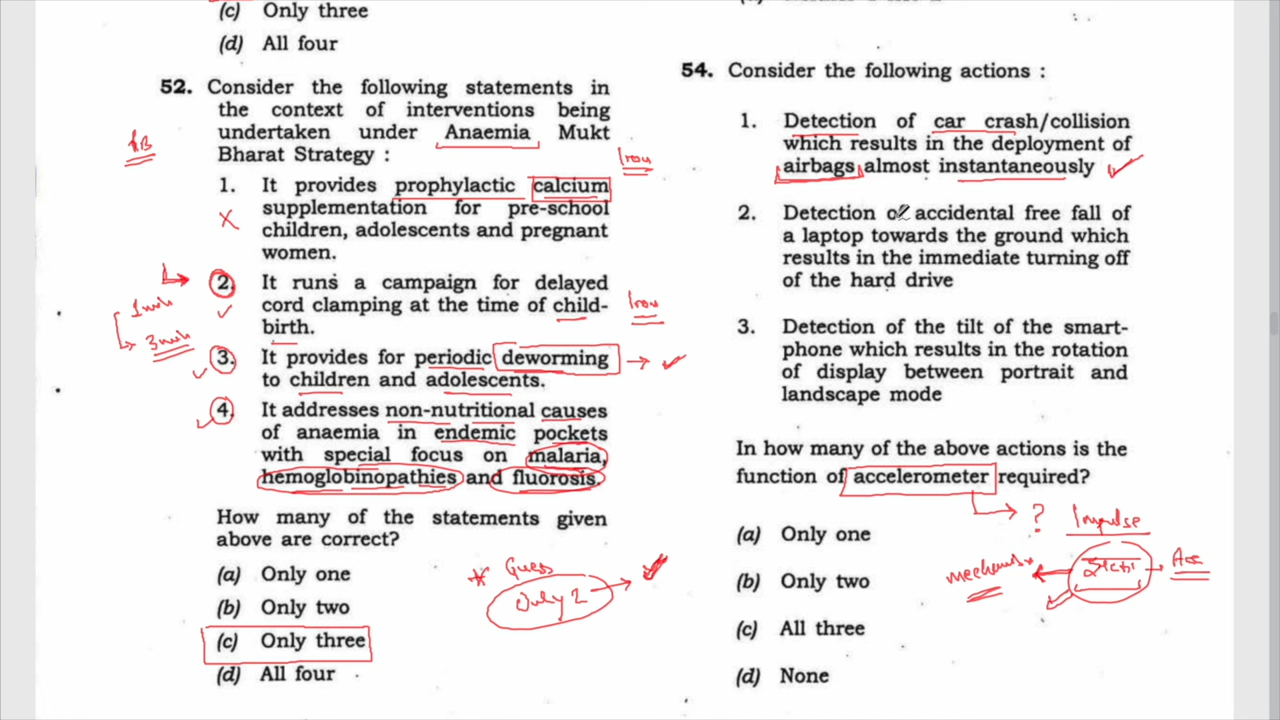 (c) Only three
(d) All four
52. Consider the following statements in
the context of interventions being
undertaken under Anaemia Mukt
Bharat Strategy :
Iron
1. It provides prophylactic calcium
supplementation for pre-school
children, adolescents and pregnant
women.
2. It runs a campaign for delayed
cord clamping at the time of child-
birth.
1 min
3 min
Iron
3. It provides for periodic deworming
to children and adolescents.
4. It addresses non-nutritional causes
of anaemia in endemic pockets
with special focus on malaria,
hemoglobinopathies and fluorosis.
How many of the statements given
above are correct?
(a) Only one
(b) Only two
(c) Only three
(d) All four
* Guess
Only 2
54. Consider the following actions :
1. Detection of car crash/collision
which results in the deployment of
airbags almost instantaneously
2. Detection of accidental free fall of
a laptop towards the ground which
results in the immediate turning off
of the hard drive
3. Detection of the tilt of the smart-
phone which results in the rotation
of display between portrait and
landscape mode
In how many of the above actions is the
function of accelerometer required?
? Impulse
Acc
(a) Only one
(b) Only two
(c) All three
(d) None